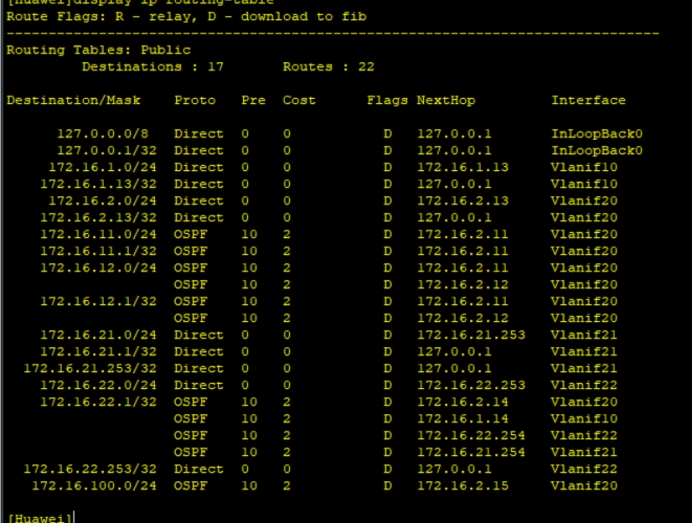 [Huawei]display ip routing-table
Route Flags: R - relay, D - download to fib
------------------------------------------------------------------------------
Routing Tables: Public
         Destinations : 17       Routes : 22

Destination/Mask    Proto   Pre  Cost      Flags NextHop         Interface

      127.0.0.0/8   Direct  0    0           D   127.0.0.1       InLoopBack0
      127.0.0.1/32  Direct  0    0           D   127.0.0.1       InLoopBack0
     172.16.1.0/24  Direct  0    0           D   172.16.1.13     Vlanif10
    172.16.1.13/32  Direct  0    0           D   127.0.0.1       Vlanif10
     172.16.2.0/24  Direct  0    0           D   172.16.2.13     Vlanif20
    172.16.2.13/32  Direct  0    0           D   127.0.0.1       Vlanif20
    172.16.11.0/24  OSPF    10   2           D   172.16.2.11     Vlanif20
    172.16.11.1/32  OSPF    10   2           D   172.16.2.11     Vlanif20
    172.16.12.0/24  OSPF    10   2           D   172.16.2.11     Vlanif20
                    OSPF    10   2           D   172.16.2.12     Vlanif20
    172.16.12.1/32  OSPF    10   2           D   172.16.2.11     Vlanif20
                    OSPF    10   2           D   172.16.2.12     Vlanif20
    172.16.21.0/24  Direct  0    0           D   172.16.21.253   Vlanif21
    172.16.21.1/32  Direct  0    0           D   127.0.0.1       Vlanif21
  172.16.21.253/32  Direct  0    0           D   127.0.0.1       Vlanif21
    172.16.22.0/24  Direct  0    0           D   172.16.22.253   Vlanif22
    172.16.22.1/32  OSPF    10   2           D   172.16.2.14     Vlanif20
                    OSPF    10   2           D   172.16.1.14     Vlanif10
                    OSPF    10   2           D   172.16.22.254   Vlanif22
                    OSPF    10   2           D   172.16.21.254   Vlanif21
  172.16.22.253/32  Direct  0    0           D   127.0.0.1       Vlanif22
   172.16.100.0/24  OSPF    10   2           D   172.16.2.15     Vlanif20

[Huawei]